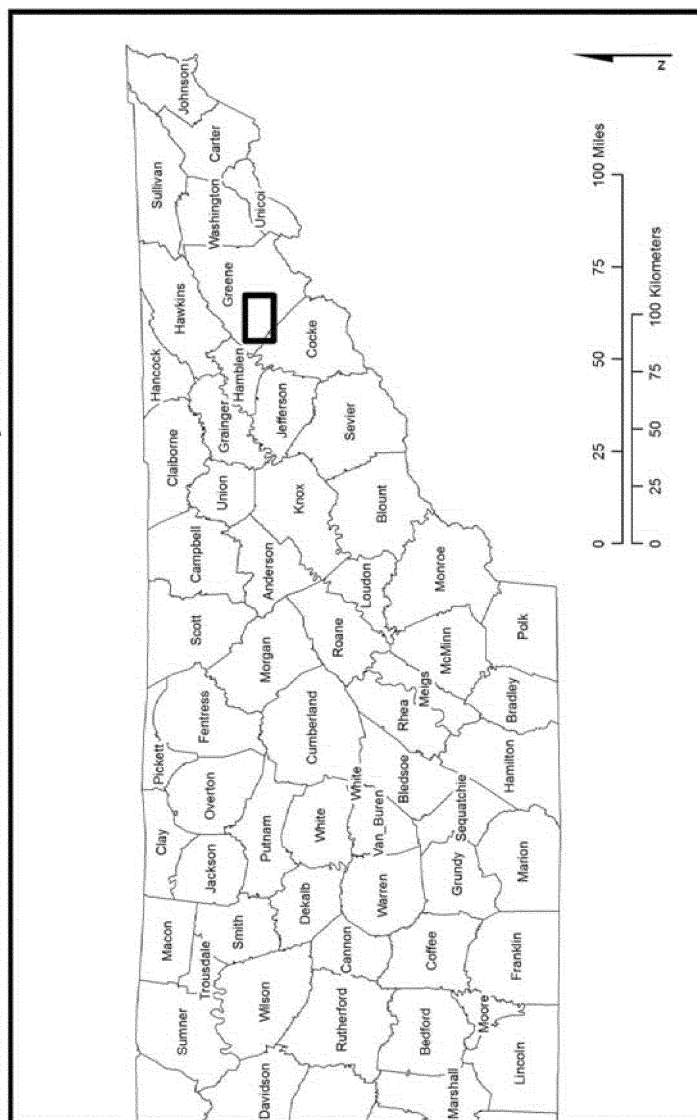 Johnson
Sullivan
Carter
Washington
Unicoi
Hancock
Hawkins
Greene
Hamblen
Cocke
Claiborne
Grainger
Jefferson
Sevier
Union
Knox
Blount
Campbell
Anderson
Loudon
Monroe
Scott
Morgan
Roane
McMinn
Polk
Pickett
Fentress
Cumberland
Rhea
Meigs
Bradley
Clay
Overton
Putnam
White
White
Van_Buren
Bledsoe
Sequatchie
Hamilton
Jackson
Dekalb
Warren
Grundy
Marion
Macon
Trousdale
Smith
Cannon
Coffee
Franklin
Sumner
Wilson
Rutherford
Bedford
Moore
Davidson
Marshall
Lincoln
0 25 50 75 100 Miles
0 25 50 75 100 Kilometers
N